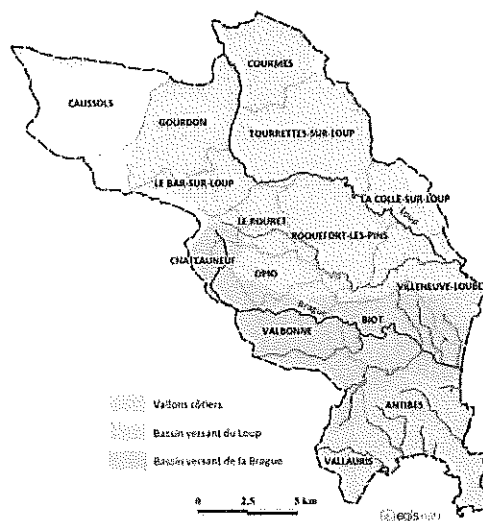 COURMES
CAUSSOLS
GOURDON
TOURRETTES-SUR-LOUP
LE BAR-SUR-LOUP
LA COLLE-SUR-LOUP
Loup
LE ROURET
ROQUEFORT-LES-PINS
CHATEAUNEUF
OPIO
VILLENEUVE-LOUBET
Brague
BIOT
VALBONNE
Vallons côtiers
ANTIBES
Bassin versant du Loup
Bassin versant de la Brague
VALLAURIS
0 2,5 5 km
egis eau